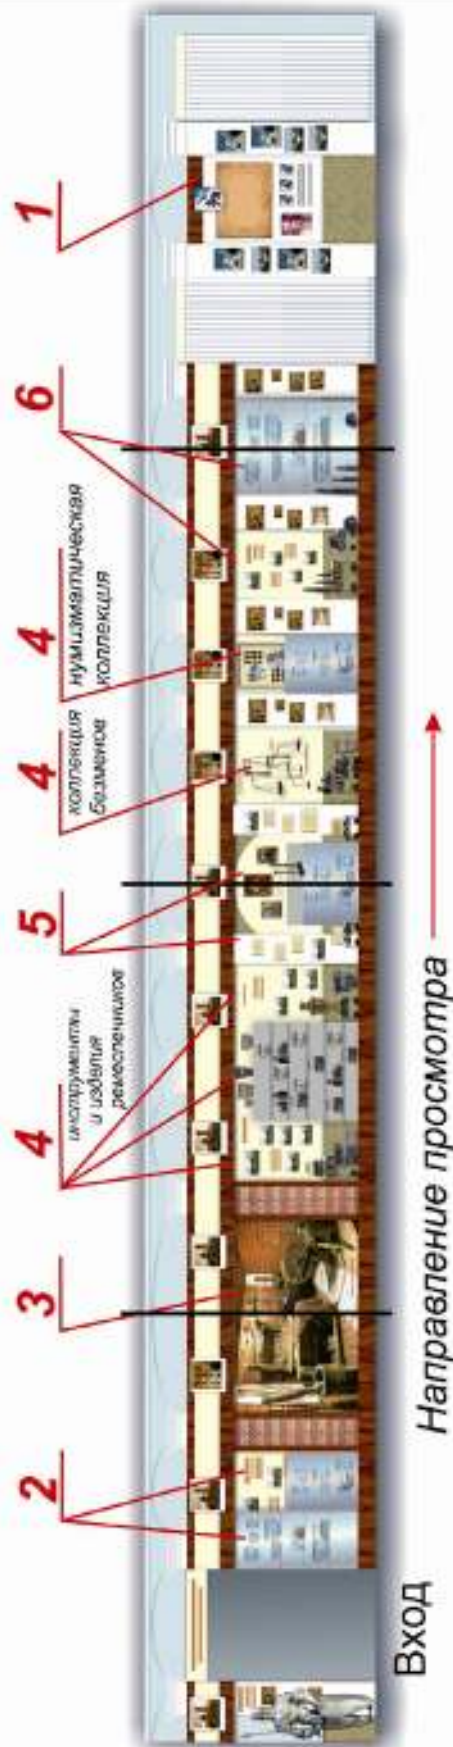 2
3
4
инструменты
и изделия
ремесленников
5
4
коллекция
безменов
4
нумизматическая
коллекция
6
1
Вход
Направление просмотра